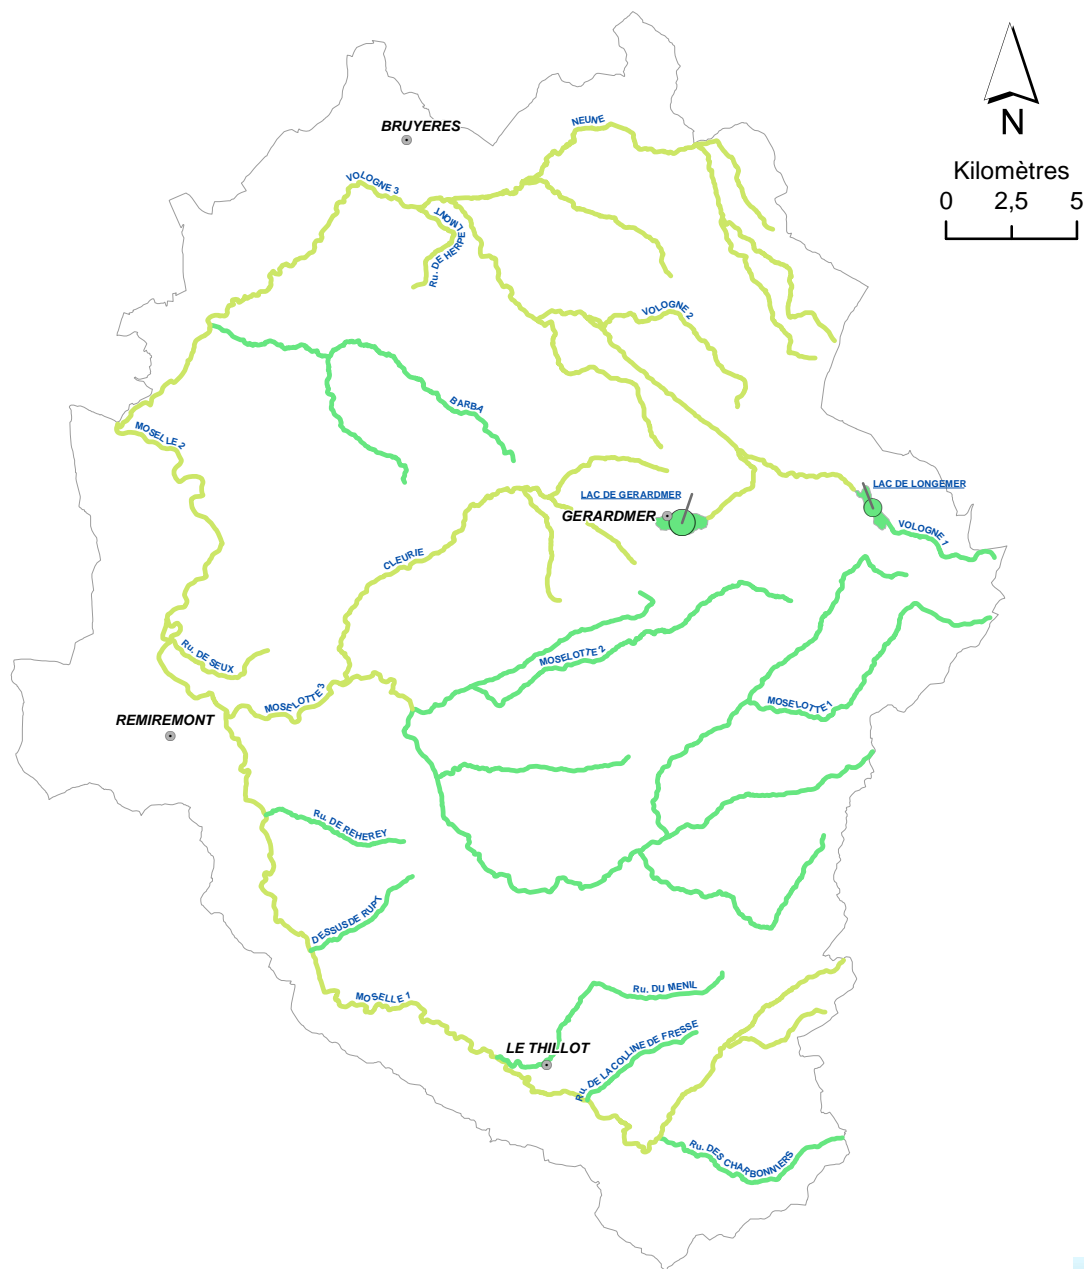 N
Kilomètres
0 2,5 5
BRUYERES
NEUNE
VOLOGNE 3
Ru. DE HERPELMONT
VOLOGNE 2
BARBA
MOSELLE 2
LAC DE GERARDMER
LAC DE LONGEMER
GERARDMER
VOLOGNE 1
CLEURIE
Ru. DE SEUX
MOSELOTTE 2
MOSELOTTE 3
MOSELOTTE 1
REMIREMONT
Ru. DE REHEREY
DESSUS DE RUPT
MOSELLE 1
Ru. DU MENIL
LE THILLOT
Ru. DE LA COLLINE DE FRESSE
Ru. DES CHARBONNIERS